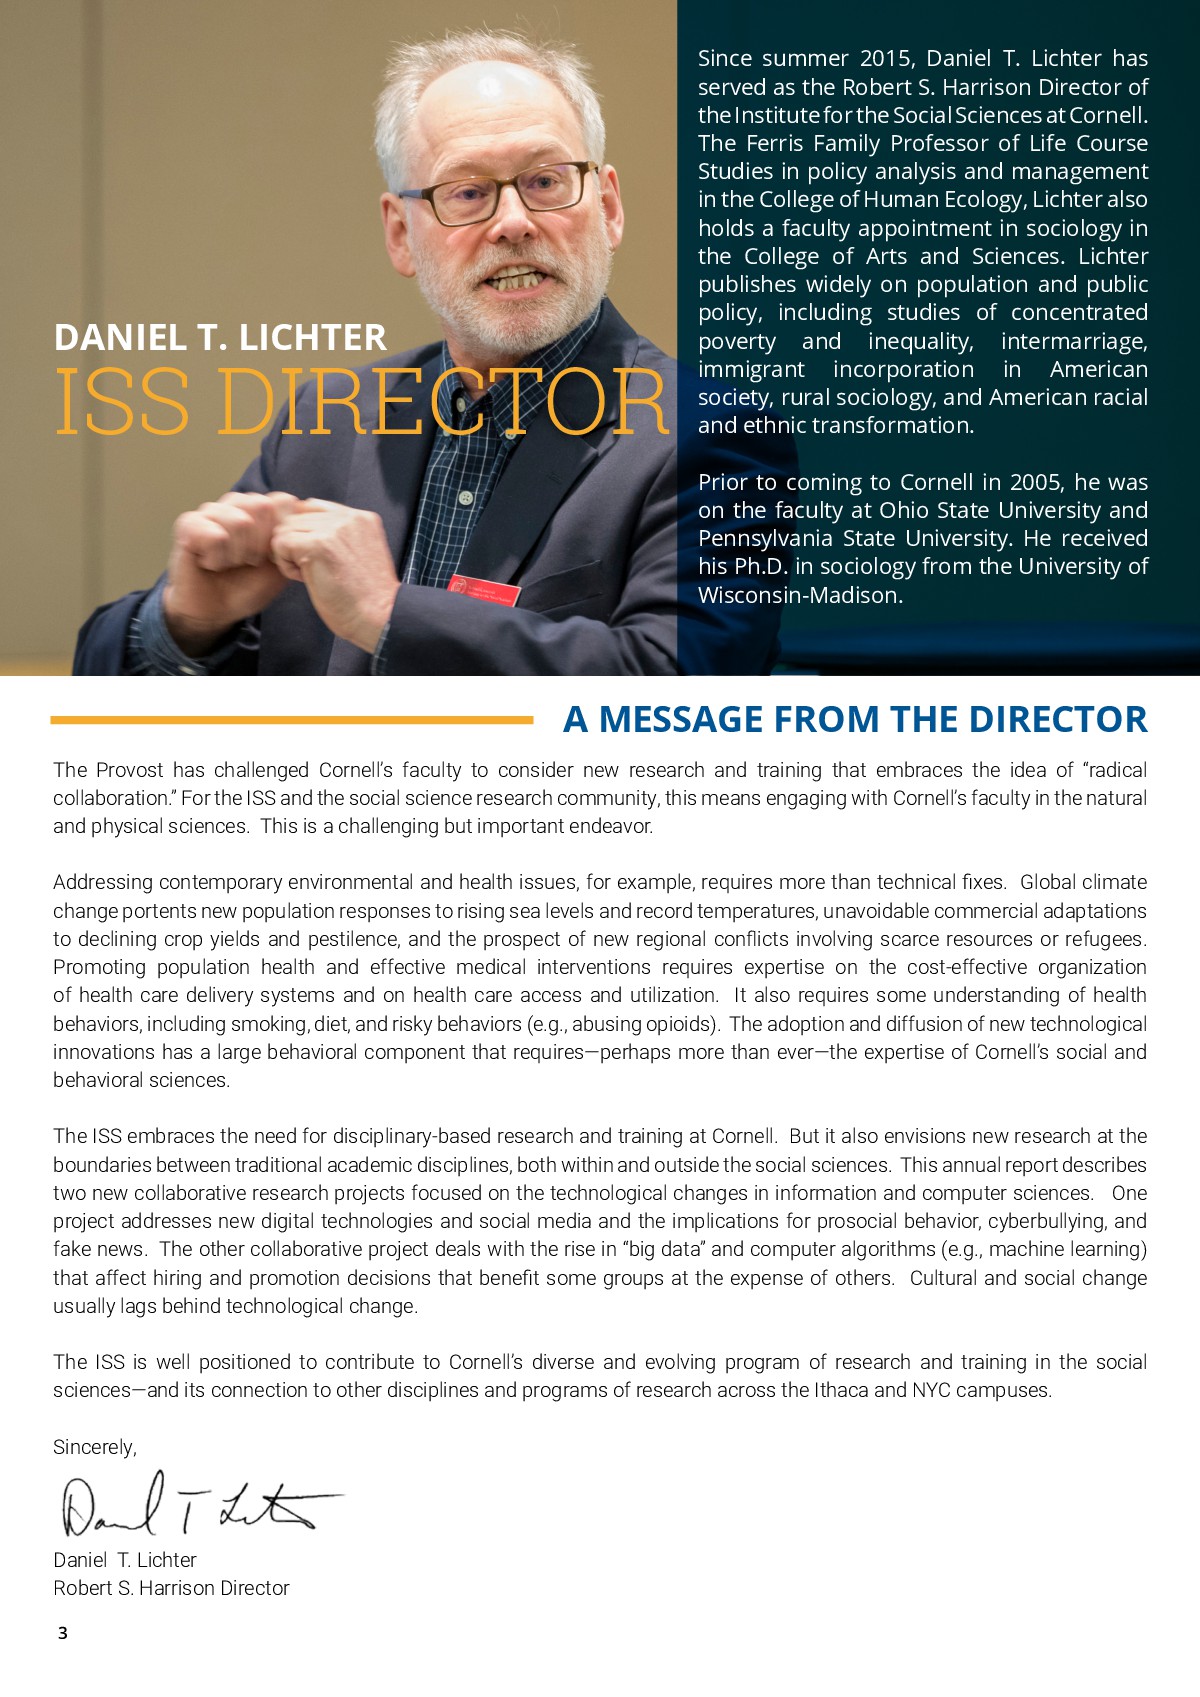 DANIEL T. LICHTER
ISS DIRECTOR
Since summer 2015, Daniel T. Lichter has
served as the Robert S. Harrison Director of
the Institute for the Social Sciences at Cornell.
The Ferris Family Professor of Life Course
Studies in policy analysis and management
in the College of Human Ecology, Lichter also
holds a faculty appointment in sociology in
the College of Arts and Sciences. Lichter
publishes widely on population and public
policy, including studies of concentrated
poverty and inequality, intermarriage,
immigrant incorporation in American
society, rural sociology, and American racial
and ethnic transformation.
Prior to coming to Cornell in 2005, he was
on the faculty at Ohio State University and
Pennsylvania State University. He received
his Ph.D. in sociology from the University of
Wisconsin-Madison.
A MESSAGE FROM THE DIRECTOR
The Provost has challenged Cornell’s faculty to consider new research and training that embraces the idea of “radical
collaboration.” For the ISS and the social science research community, this means engaging with Cornell’s faculty in the natural
and physical sciences.  This is a challenging but important endeavor.
Addressing contemporary environmental and health issues, for example, requires more than technical fixes.  Global climate
change portents new population responses to rising sea levels and record temperatures, unavoidable commercial adaptations
to declining crop yields and pestilence, and the prospect of new regional conflicts involving scarce resources or refugees.
Promoting population health and effective medical interventions requires expertise on the cost-effective organization
of health care delivery systems and on health care access and utilization.  It also requires some understanding of health
behaviors, including smoking, diet, and risky behaviors (e.g., abusing opioids).  The adoption and diffusion of new technological
innovations has a large behavioral component that requires—perhaps more than ever—the expertise of Cornell’s social and
behavioral sciences.
The ISS embraces the need for disciplinary-based research and training at Cornell.  But it also envisions new research at the
boundaries between traditional academic disciplines, both within and outside the social sciences.  This annual report describes
two new collaborative research projects focused on the technological changes in information and computer sciences.   One
project addresses new digital technologies and social media and the implications for prosocial behavior, cyberbullying, and
fake news.  The other collaborative project deals with the rise in “big data” and computer algorithms (e.g., machine learning)
that affect hiring and promotion decisions that benefit some groups at the expense of others.  Cultural and social change
usually lags behind technological change.
The ISS is well positioned to contribute to Cornell’s diverse and evolving program of research and training in the social
sciences—and its connection to other disciplines and programs of research across the Ithaca and NYC campuses.
Sincerely,
Daniel T Lichter
Daniel  T. Lichter
Robert S. Harrison Director
3